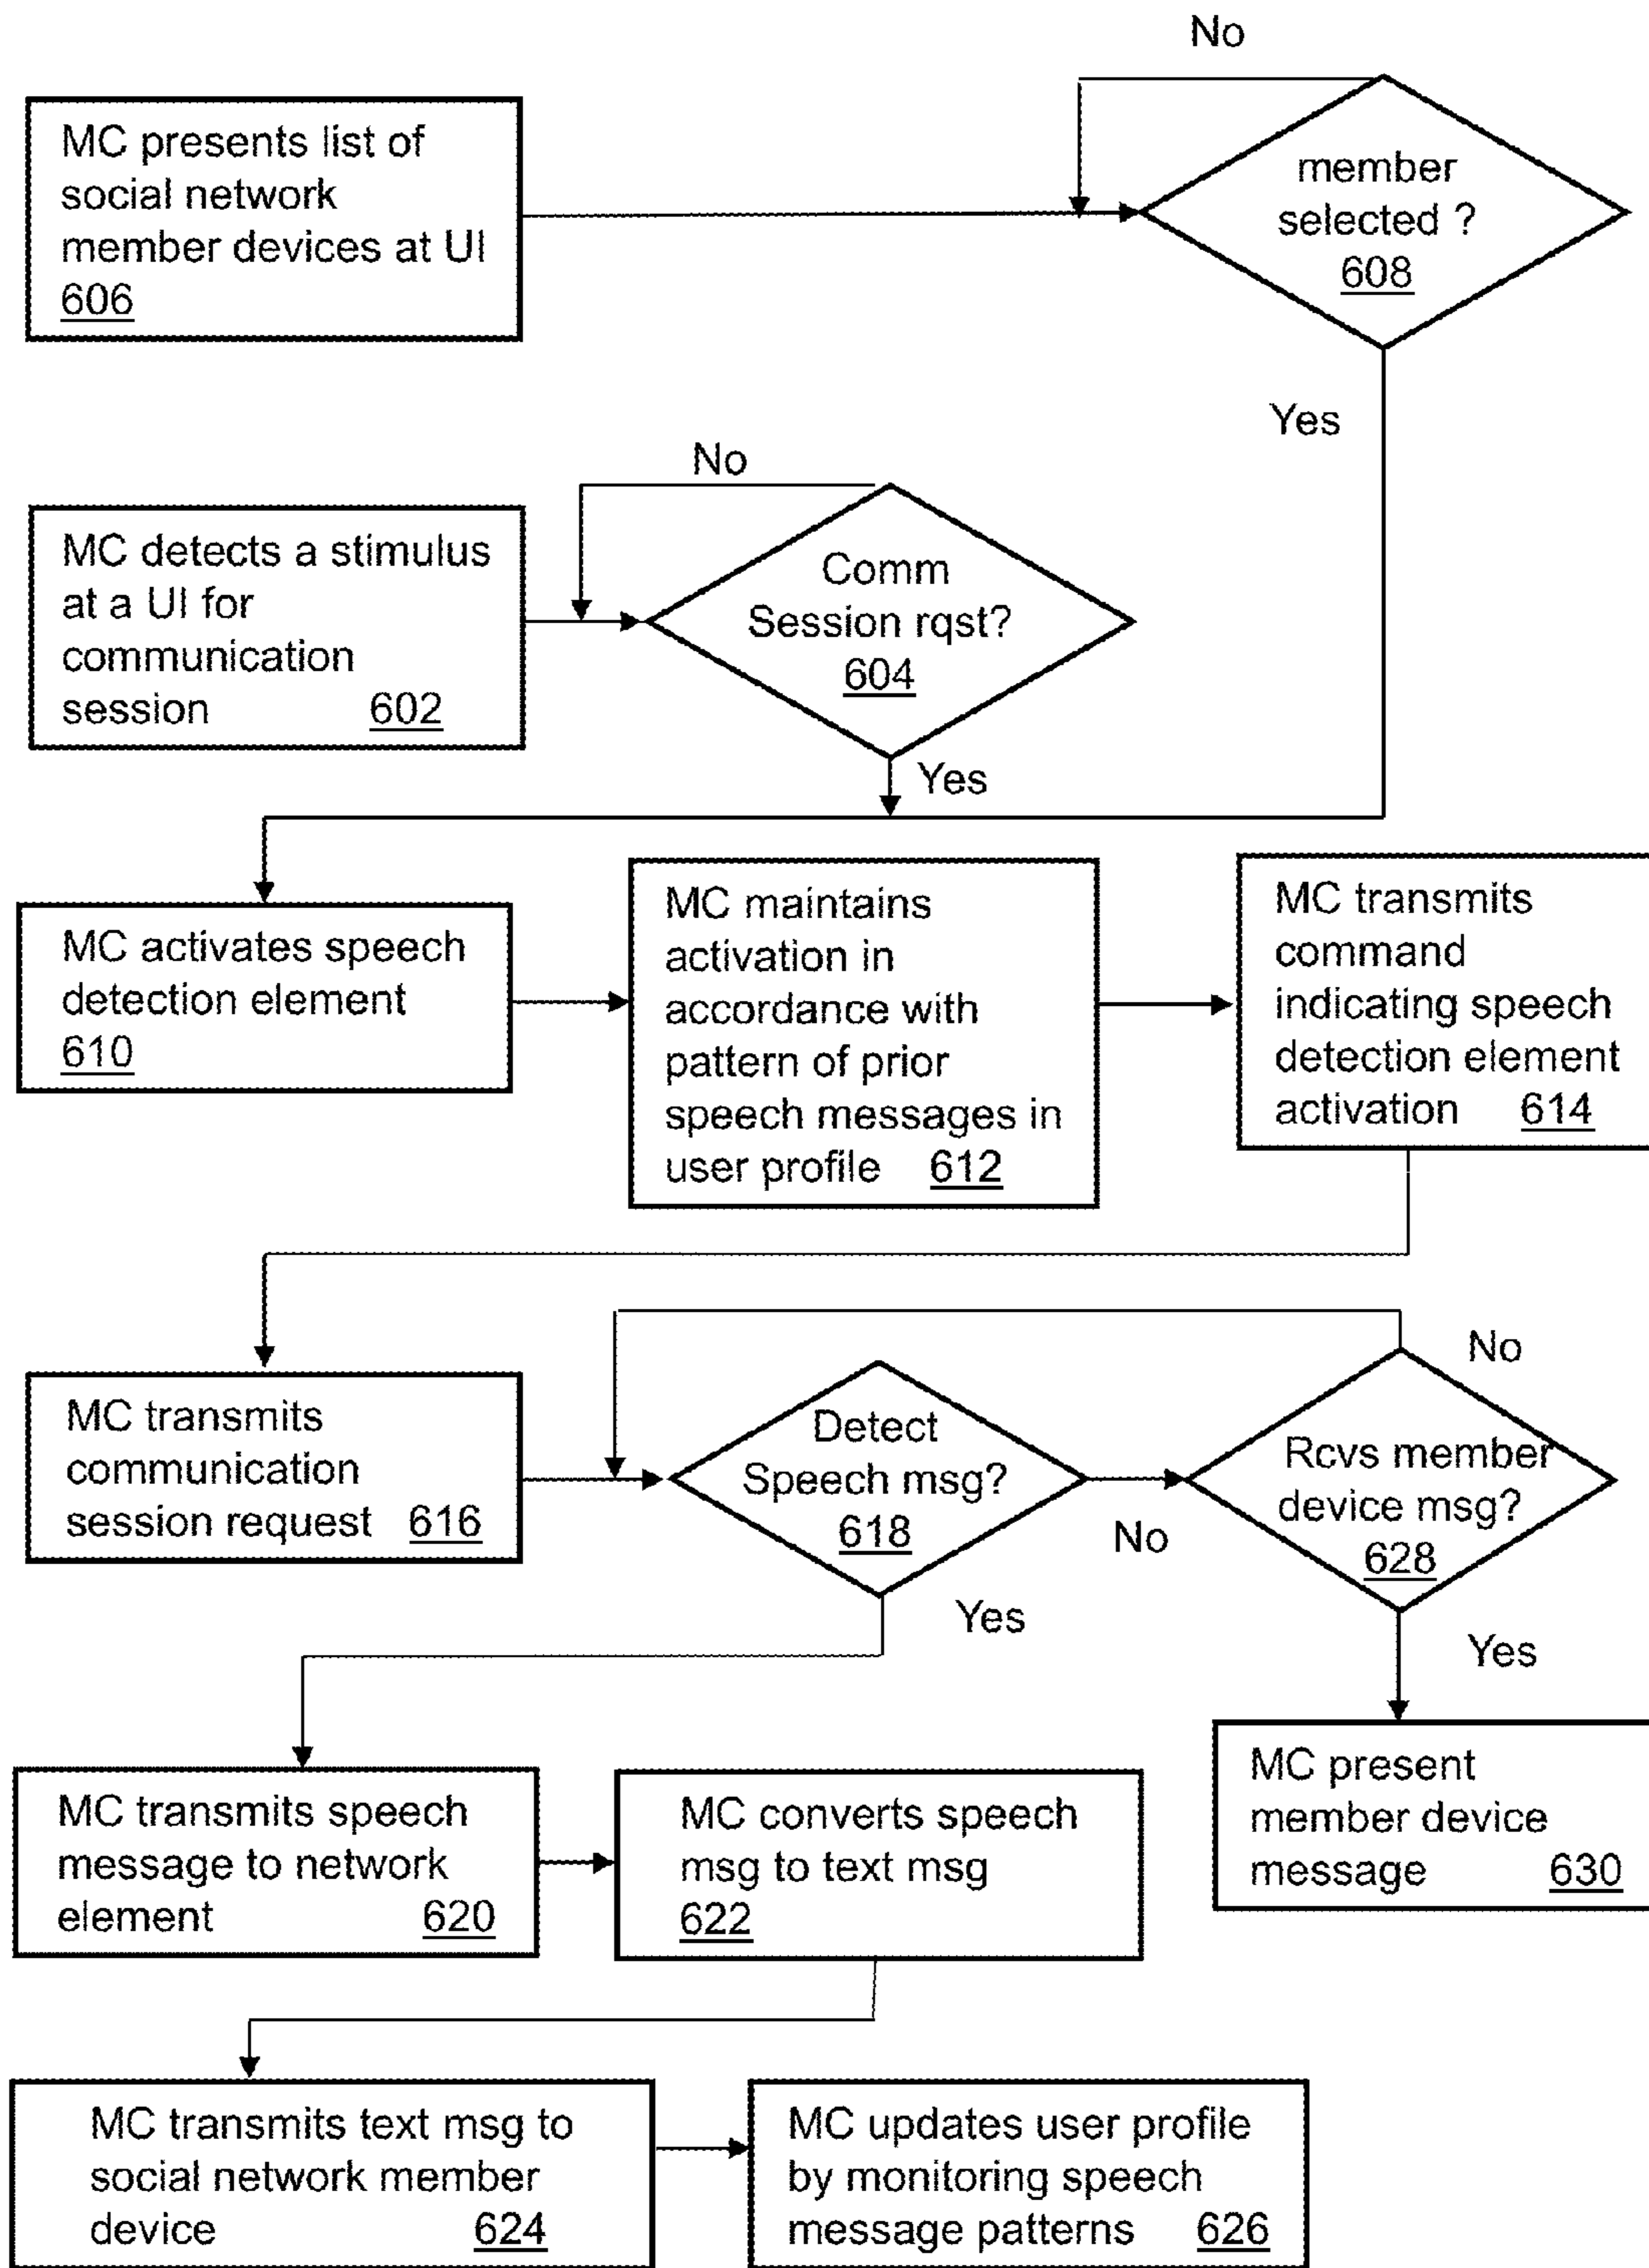 No
MC presents list of
social network
member devices at UI
606
member
selected ?
608
Yes
No
MC detects a stimulus
at a UI for
communication
session 602
Comm
Session rqst?
604
Yes
MC activates speech
detection element
610
MC maintains
activation in
accordance with
pattern of prior
speech messages in
user profile 612
MC transmits
command
indicating speech
detection element
activation 614
MC transmits
communication
session request 616
Detect
Speech msg?
618
No
Yes
Rcvs member
device msg?
628
No
Yes
MC transmits speech
message to network
element 620
MC converts speech
msg to text msg
622
MC present
member device
message 630
MC transmits text msg to
social network member
device 624
MC updates user profile
by monitoring speech
message patterns 626